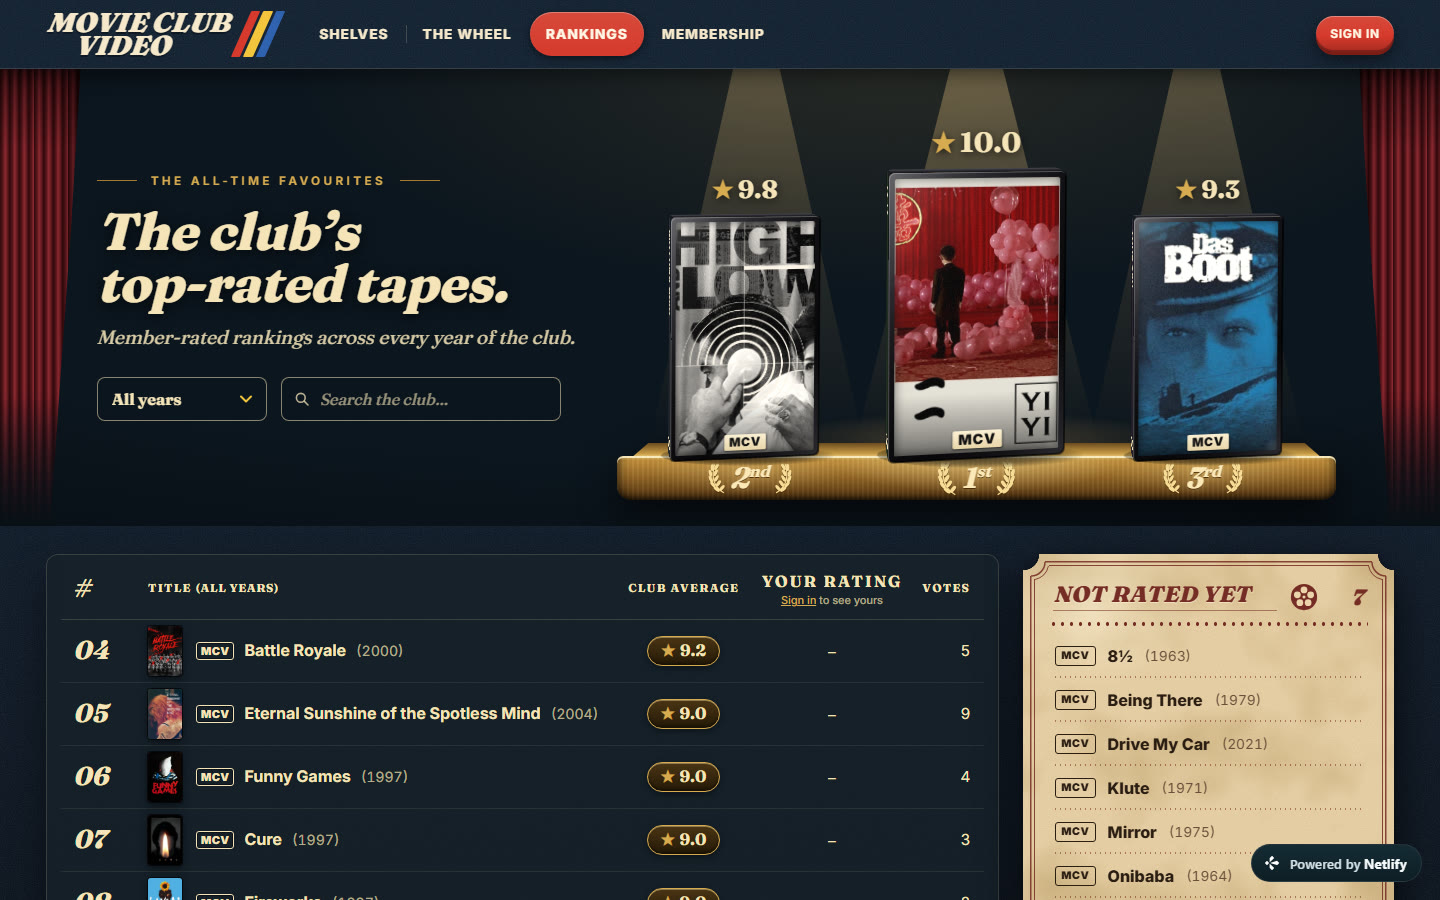 MOVIE CLUB
VIDEO
SHELVES
THE WHEEL
RANKINGS
MEMBERSHIP
SIGN IN
THE ALL-TIME FAVOURITES
The club’s
top-rated tapes.
Member-rated rankings across every year of the club.
All years
Search the club...
★ 9.8
★ 10.0
★ 9.3
HIGH
LOW
MCV
YI
YI
MCV
Das
Boot
MCV
2nd
1st
3rd
# TITLE (ALL YEARS) CLUB AVERAGE YOUR RATING VOTES
Sign in to see yours
04 MCV Battle Royale (2000) ★ 9.2 – 5
05 MCV Eternal Sunshine of the Spotless Mind (2004) ★ 9.0 – 9
06 MCV Funny Games (1997) ★ 9.0 – 4
07 MCV Cure (1997) ★ 9.0 – 3
NOT RATED YET 7
MCV 8½ (1963)
MCV Being There (1979)
MCV Drive My Car (2021)
MCV Klute (1971)
MCV Mirror (1975)
MCV Onibaba (1964)
Powered by Netlify